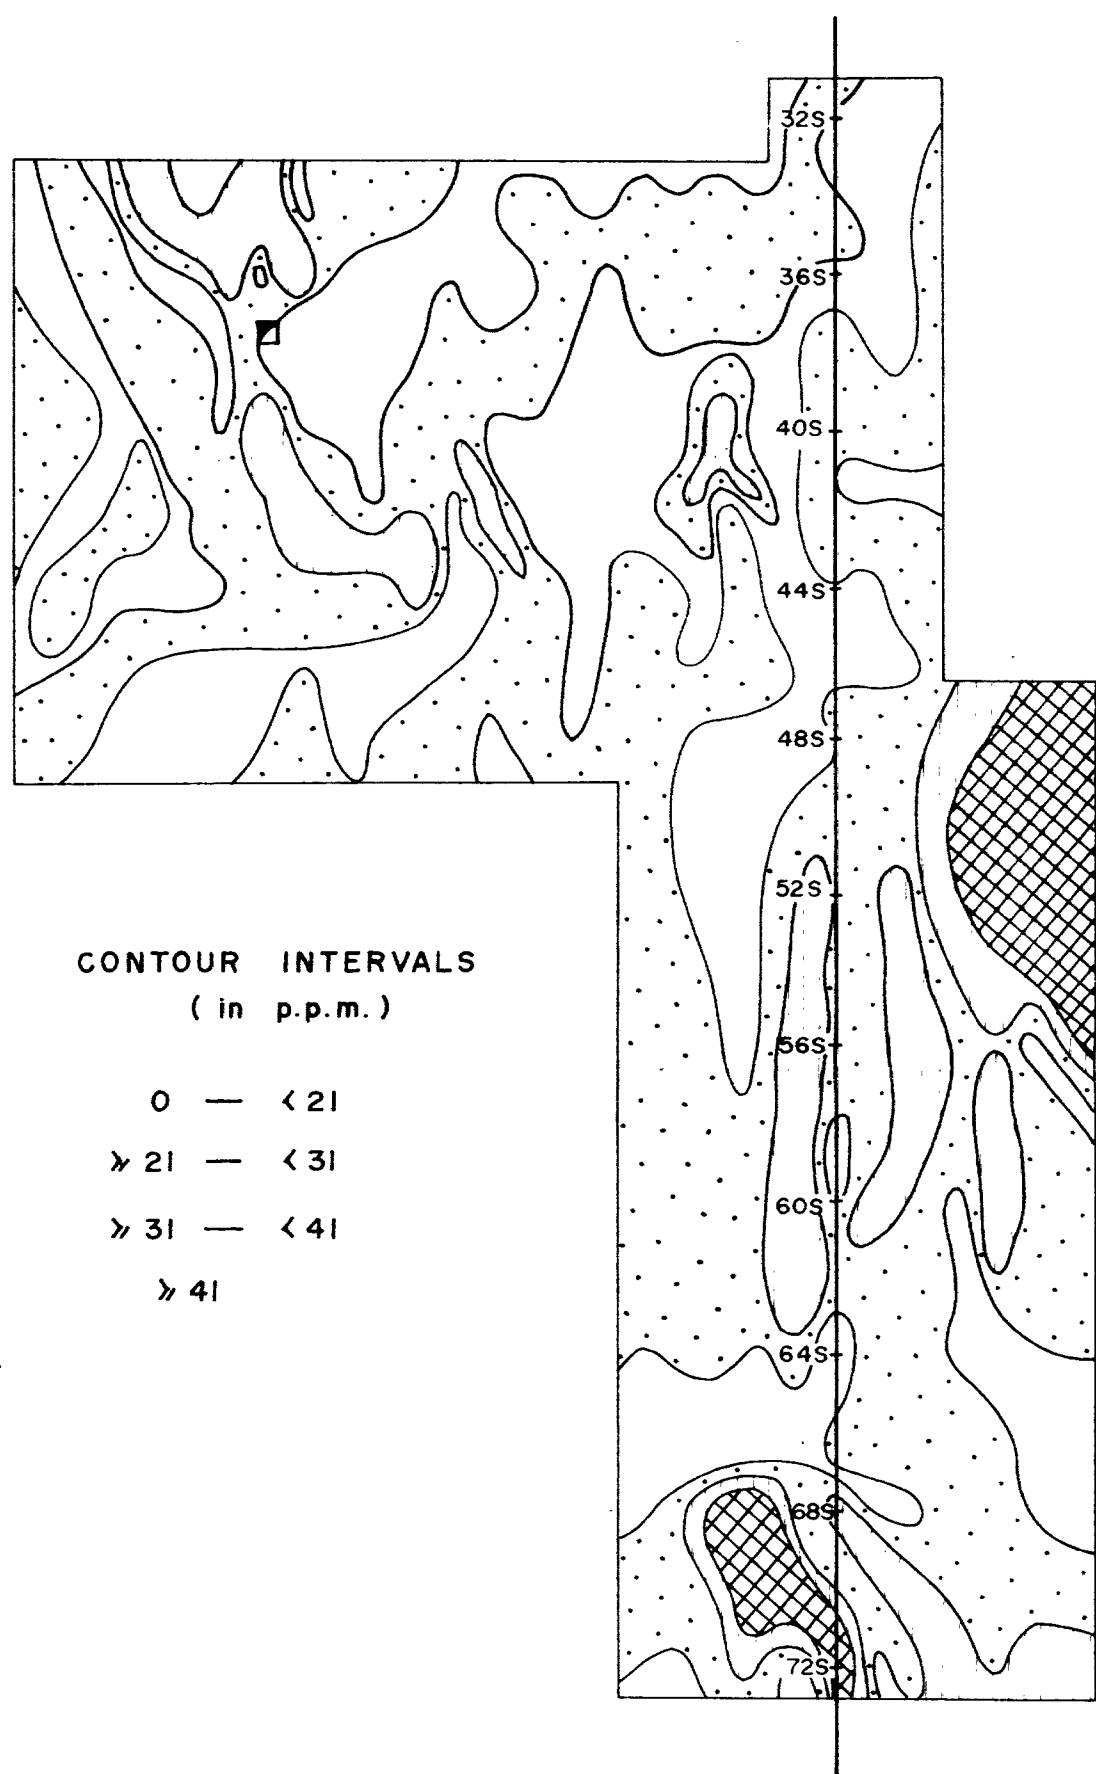 32S
36S
40S
44S
48S
52S
56S
60S
64S
68S
72S
CONTOUR INTERVALS
( in p.p.m. )
0 — < 21
⩾ 21 — < 31
⩾ 31 — < 41
⩾ 41